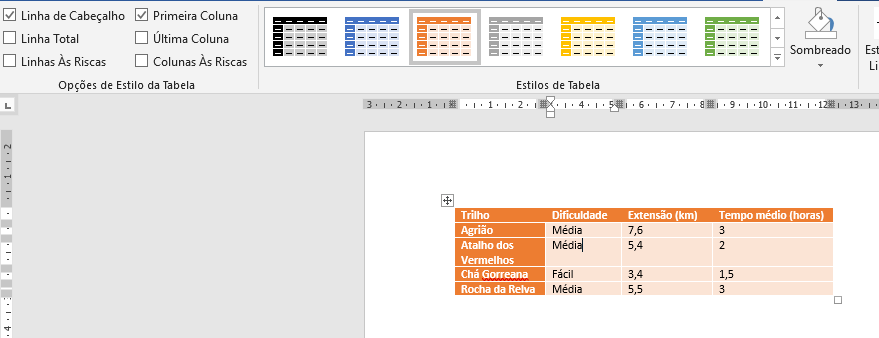 Linha de Cabeçalho Primeira Coluna
Linha Total Última Coluna
Linhas Às Riscas Colunas Às Riscas
Opções de Estilo da Tabela
Estilos de Tabela
Sombreado
Est
Li
3 2 1 1 2 4 5 6 7 8 9 10 11 12 13
2
1
1
2
3
4
Trilho Dificuldade Extensão (km) Tempo médio (horas)
Agrião Média 7,6 3
Atalho dos Vermelhos Média 5,4 2
Chá Gorreana Fácil 3,4 1,5
Rocha da Relva Média 5,5 3